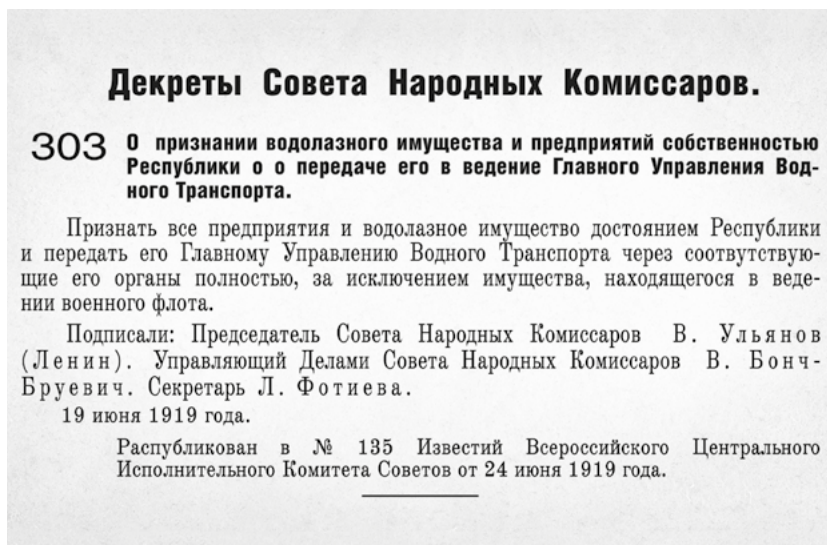 Декреты Совета Народных Комиссаров.
303 О признании водолазного имущества и предприятий собственностью
Республики о о передаче его в ведение Главного Управления Вод-
ного Транспорта.
Признать все предприятия и водолазное имущество достоянием Республики
и передать его Главному Управлению Водного Транспорта через соотвутствую-
щие его органы полностью, за исключением имущества, находящегося в веде-
нии военного флота.
Подписали: Председатель Совета Народных Комиссаров В. Ульянов
(Ленин). Управляющий Делами Совета Народных Комиссаров В. Бонч-
Бруевич. Секретарь Л. Фотиева.
19 июня 1919 года.
Распубликован в № 135 Известий Всероссийского Центрального
Исполнительного Комитета Советов от 24 июня 1919 года.